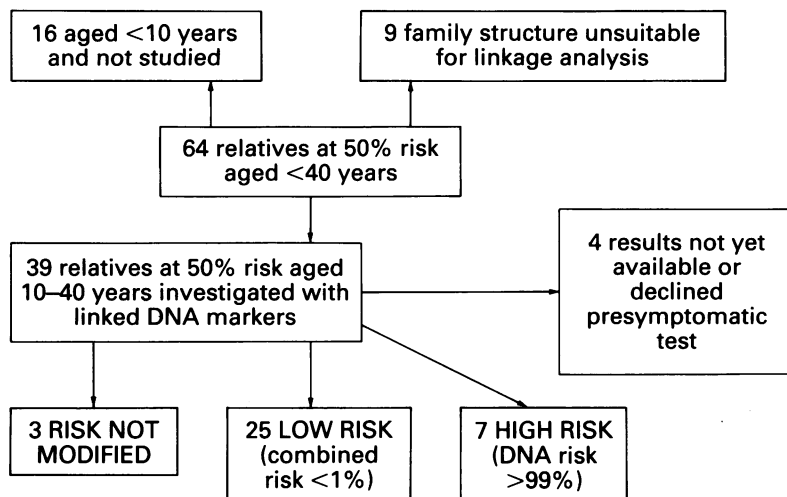 16 aged <10 years
and not studied
9 family structure unsuitable
for linkage analysis
64 relatives at 50% risk
aged <40 years
39 relatives at 50% risk aged
10–40 years investigated with
linked DNA markers
4 results not yet
available or
declined
presymptomatic
test
3 RISK NOT
MODIFIED
25 LOW RISK
(combined
risk <1%)
7 HIGH RISK
(DNA risk
>99%)